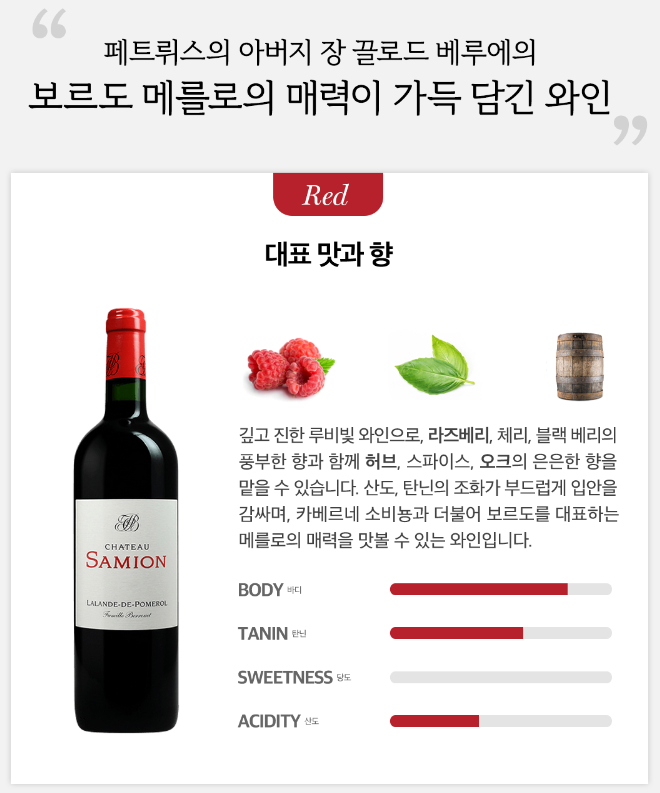 “
페트뤼스의 아버지 장 끌로드 베루에의
보르도 메를로의 매력이 가득 담긴 와인
”
Red
대표 맛과 향
CHATEAU
SAMION
LALANDE-DE-POMEROL
Famille Berrouet
깊고 진한 루비빛 와인으로, 라즈베리, 체리, 블랙 베리의
풍부한 향과 함께 허브, 스파이스, 오크의 은은한 향을
맡을 수 있습니다. 산도, 탄닌의 조화가 부드럽게 입안을
감싸며, 카베르네 소비뇽과 더불어 보르도를 대표하는
메를로의 매력을 맛볼 수 있는 와인입니다.
BODY 바디
TANIN 탄닌
SWEETNESS 당도
ACIDITY 산도